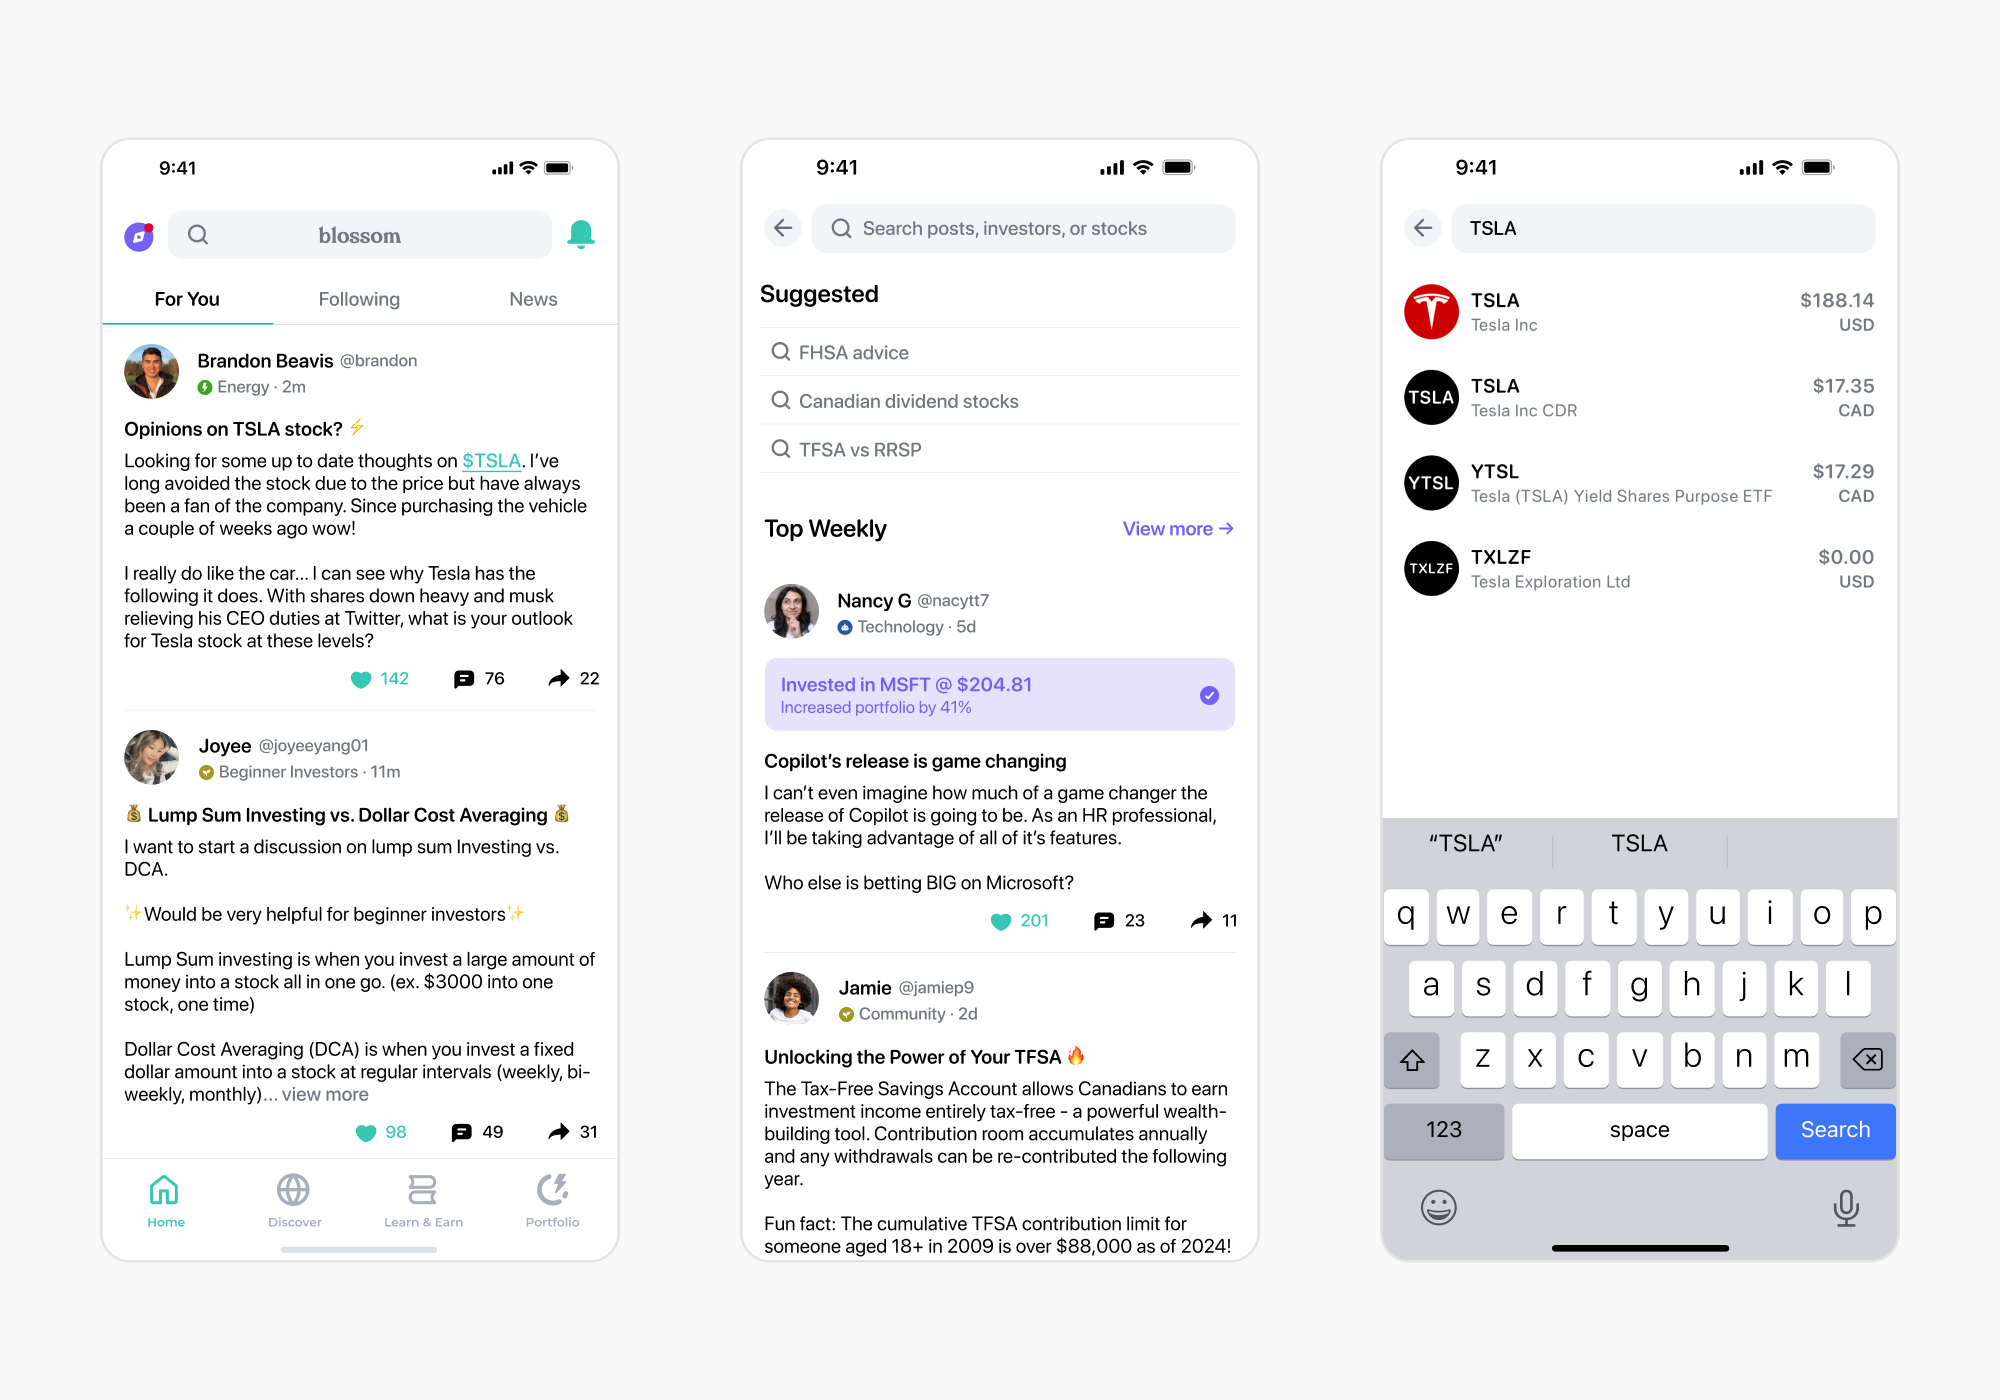 9:41
blossom
For You
Following
News
Brandon Beavis @brandon
Energy · 2m
Opinions on TSLA stock? ⚡
Looking for some up to date thoughts on $TSLA. I've
long avoided the stock due to the price but have always
been a fan of the company. Since purchasing the vehicle
a couple of weeks ago wow!
I really do like the car... I can see why Tesla has the
following it does. With shares down heavy and musk
relieving his CEO duties at Twitter, what is your outlook
for Tesla stock at these levels?
142
76
22
Joyee @joyeeyang01
Beginner Investors · 11m
💰 Lump Sum Investing vs. Dollar Cost Averaging 💰
I want to start a discussion on lump sum Investing vs.
DCA.
✨Would be very helpful for beginner investors✨
Lump Sum investing is when you invest a large amount of
money into a stock all in one go. (ex. $3000 into one
stock, one time)
Dollar Cost Averaging (DCA) is when you invest a fixed
dollar amount into a stock at regular intervals (weekly, bi-
weekly, monthly)... view more
98
49
31
Home
Discover
Learn & Earn
Portfolio
9:41
Search posts, investors, or stocks
Suggested
FHSA advice
Canadian dividend stocks
TFSA vs RRSP
Top Weekly
View more →
Nancy G @nacytt7
Technology · 5d
Invested in MSFT @ $204.81
Increased portfolio by 41%
Copilot's release is game changing
I can't even imagine how much of a game changer the
release of Copilot is going to be. As an HR professional,
I'll be taking advantage of all of it's features.
Who else is betting BIG on Microsoft?
201
23
11
Jamie @jamiep9
Community · 2d
Unlocking the Power of Your TFSA 🔥
The Tax-Free Savings Account allows Canadians to earn
investment income entirely tax-free - a powerful wealth-
building tool. Contribution room accumulates annually
and any withdrawals can be re-contributed the following
year.
Fun fact: The cumulative TFSA contribution limit for
someone aged 18+ in 2009 is over $88,000 as of 2024!
9:41
TSLA
TSLA
$188.14
Tesla Inc
USD
TSLA
TSLA
$17.35
Tesla Inc CDR
CAD
YTSL
YTSL
$17.29
Tesla (TSLA) Yield Shares Purpose ETF
CAD
TXLZF
TXLZF
$0.00
Tesla Exploration Ltd
USD
“TSLA”
TSLA
q w e r t y u i o p
a s d f g h j k l
z x c v b n m
123
space
Search